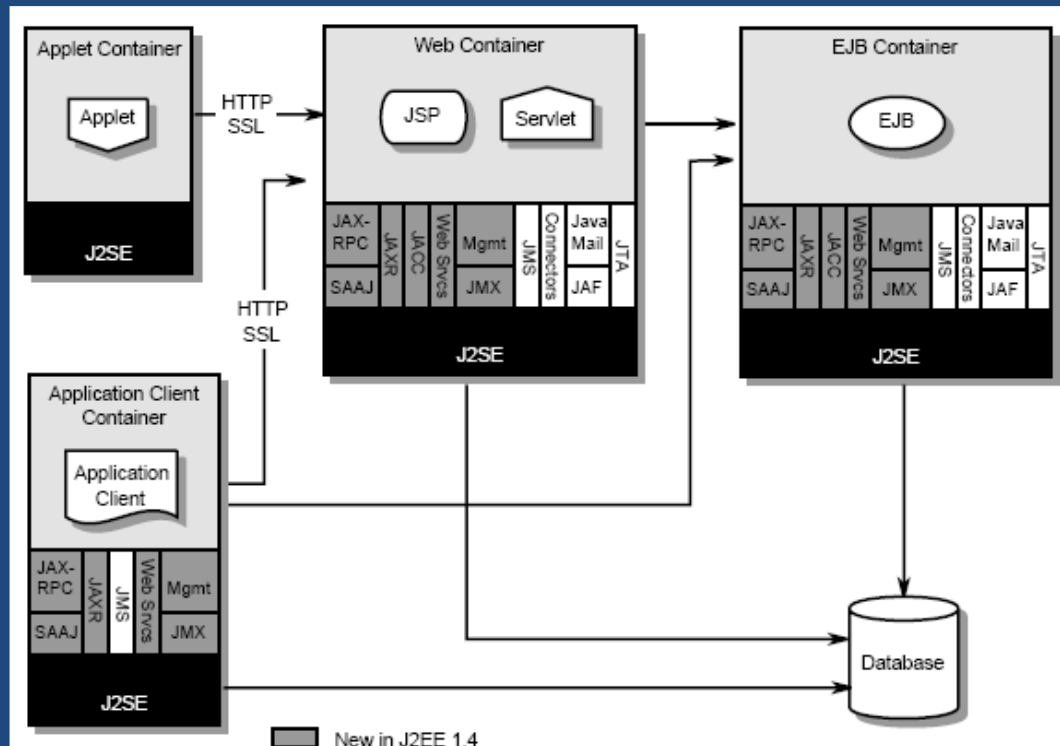 Applet Container
Applet
J2SE
HTTP
SSL
Web Container
JSP
Servlet
JAX-
RPC
SAAJ
JAXR
JACC
Web Srvcs
Mgmt
JMX
JMS
Connectors
Java
Mail
JAF
JTA
J2SE
EJB Container
EJB
JAX-
RPC
SAAJ
JAXR
JACC
Web Srvcs
Mgmt
JMX
JMS
Connectors
Java
Mail
JAF
JTA
J2SE
HTTP
SSL
Application Client
Container
Application
Client
JAX-
RPC
SAAJ
JAXR
JMS
Web Srvcs
Mgmt
JMX
J2SE
Database
New in J2EE 1.4